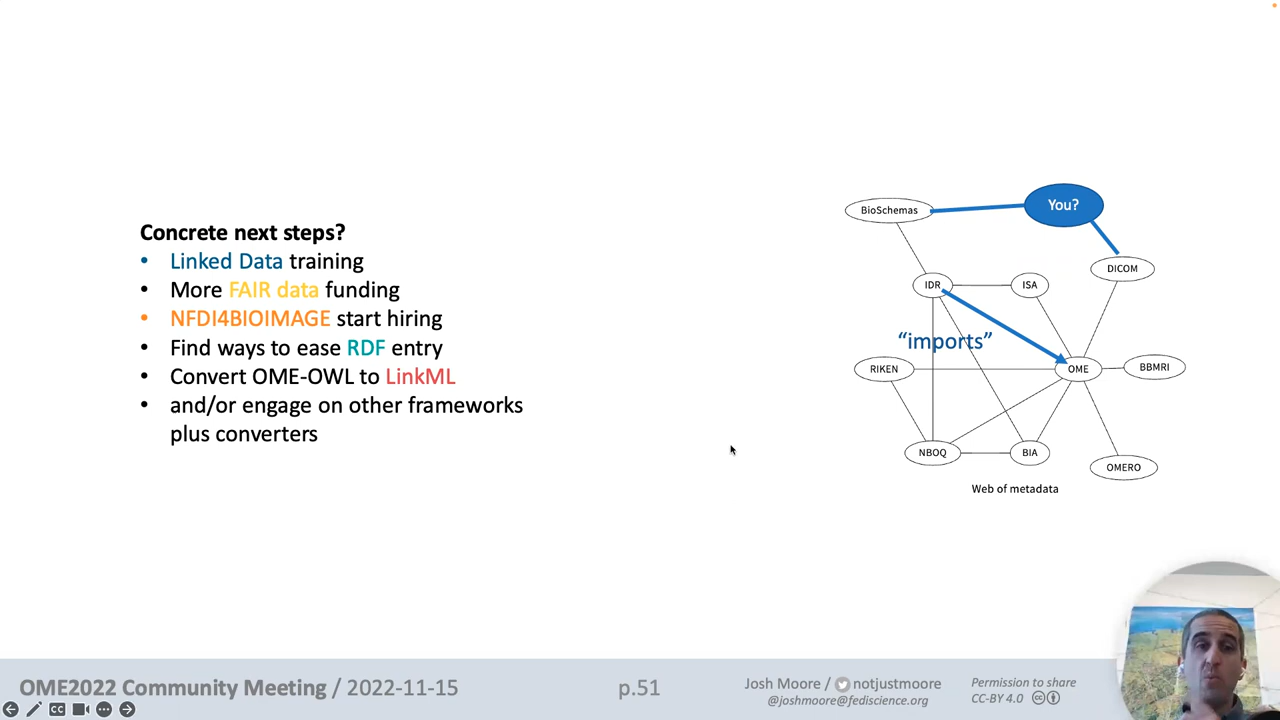 Concrete next steps?
• Linked Data training
• More FAIR data funding
• NFDI4BIOIMAGE start hiring
• Find ways to ease RDF entry
• Convert OME-OWL to LinkML
• and/or engage on other frameworks
plus converters
BioSchemas
You?
DICOM
IDR
ISA
“imports”
RIKEN
OME
BBMRI
NBOQ
BIA
OMERO
Web of metadata
OME2022 Community Meeting / 2022-11-15
p.51
Josh Moore / notjustmoore
@joshmoore@fediscience.org
Permission to share
CC-BY 4.0
CC